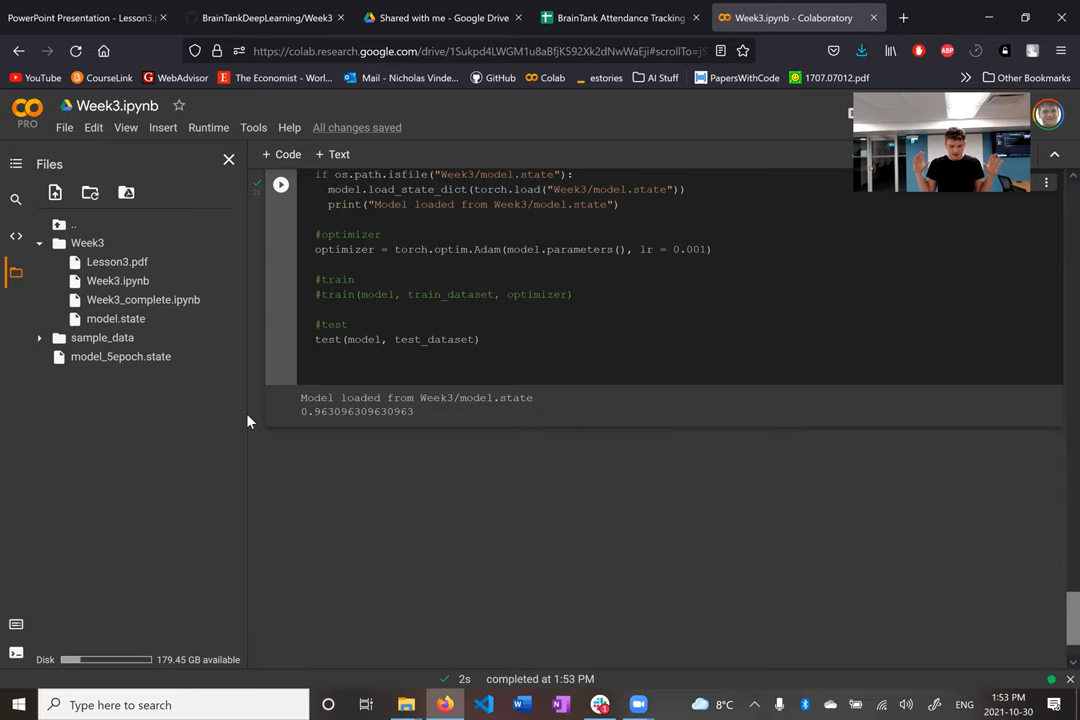 PowerPoint Presentation - Lesson3.
BrainTankDeepLearning/Week3
Shared with me - Google Drive
BrainTank Attendance Tracking
Week3.ipynb - Colaboratory
https://colab.research.google.com/drive/1Sukpd4LWGM1u8aBfjK592Xk2dNwWaEji#scrollTo=jS
YouTube
CourseLink
WebAdvisor
The Economist - Worl...
Mail - Nicholas Vinde...
GitHub
Colab
_estories
AI Stuff
PapersWithCode
1707.07012.pdf
Other Bookmarks
PRO
Week3.ipynb
File Edit View Insert Runtime Tools Help All changes saved
Files
+ Code + Text
..
Week3
Lesson3.pdf
Week3.ipynb
Week3_complete.ipynb
model.state
sample_data
model_5epoch.state
2s
if os.path.isfile("Week3/model.state"):
model.load_state_dict(torch.load("Week3/model.state"))
print("Model loaded from Week3/model.state")
#optimizer
optimizer = torch.optim.Adam(model.parameters(), lr = 0.001)
#train
#train(model, train_dataset, optimizer)
#test
test(model, test_dataset)
Model loaded from Week3/model.state
0.963096309630963
Disk 179.45 GB available
2s completed at 1:53 PM
Type here to search
8°C
ENG
1:53 PM
2021-10-30